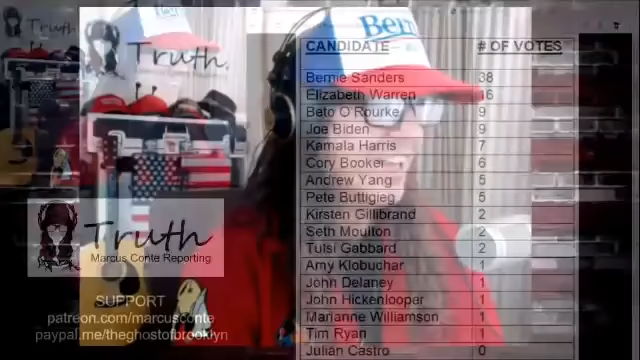 Truth.
Truth
Marcus Conte Reporting
SUPPORT
patreon.com/marcusconte
paypal.me/theghostofbrooklyn
CANDIDATE # OF VOTES
Bernie Sanders 38
Elizabeth Warren 16
Beto O'Rourke 9
Joe Biden 9
Kamala Harris 7
Cory Booker 6
Andrew Yang 5
Pete Buttigieg 5
Kirsten Gillibrand 2
Seth Moulton 2
Tulsi Gabbard 2
Amy Klobuchar 1
John Delaney 1
John Hickenlooper 1
Marianne Williamson 1
Tim Ryan 1
Julian Castro 0